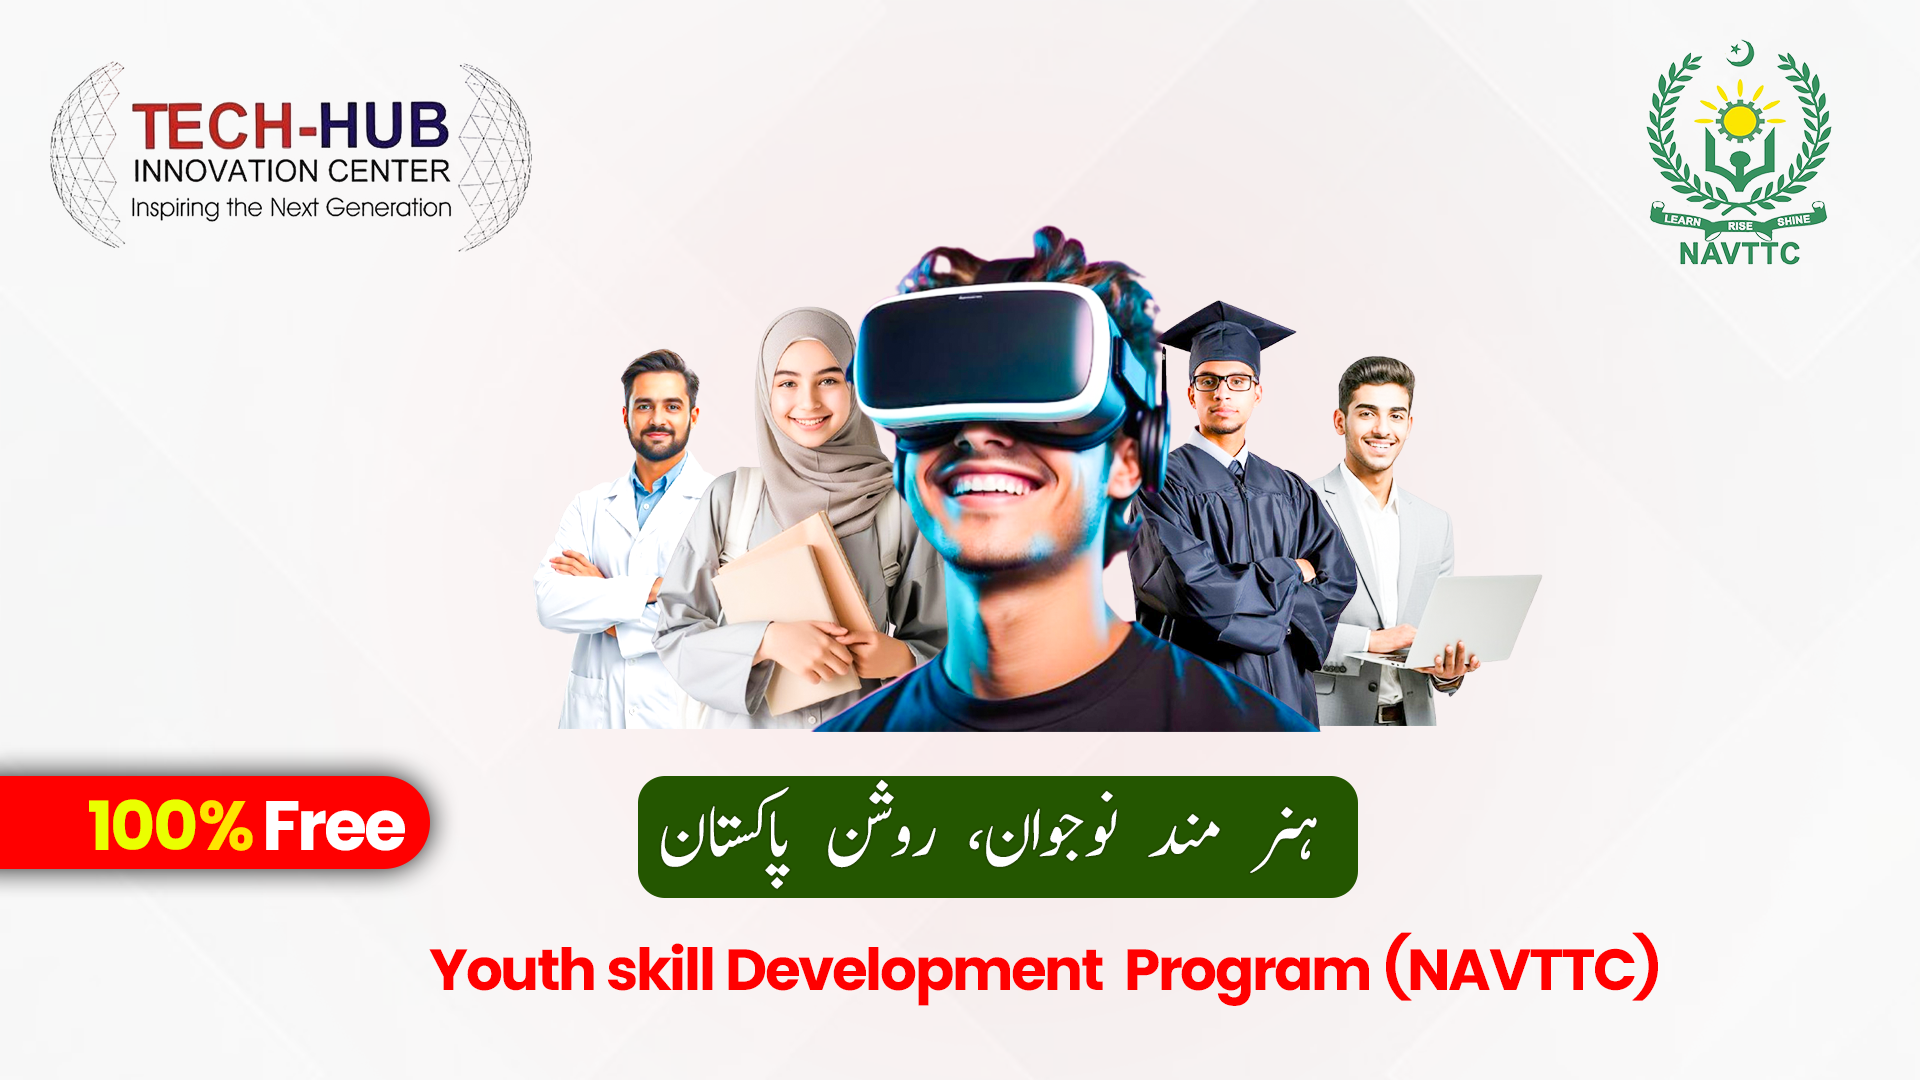 TECH-HUB
INNOVATION CENTER
Inspiring the Next Generation
LEARN RISE SHINE
NAVTTC
100% Free
ہنر مند نوجوان، روشن پاکستان
Youth skill Development Program (NAVTTC)